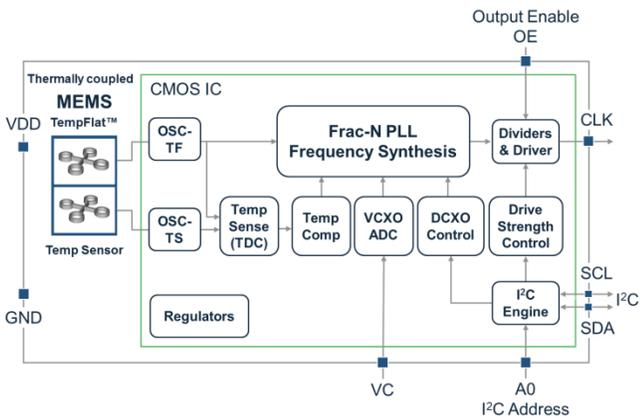 Output Enable
OE
Thermally coupled
MEMS
TempFlat™
CMOS IC
VDD
OSC-
TF
Frac-N PLL
Frequency Synthesis
Dividers
& Driver
CLK
OSC-
TS
Temp
Sense
(TDC)
Temp
Comp
VCXO
ADC
DCXO
Control
Drive
Strength
Control
Temp Sensor
SCL
I²C
SDA
I²C
Engine
GND
Regulators
VC
A0
I²C Address